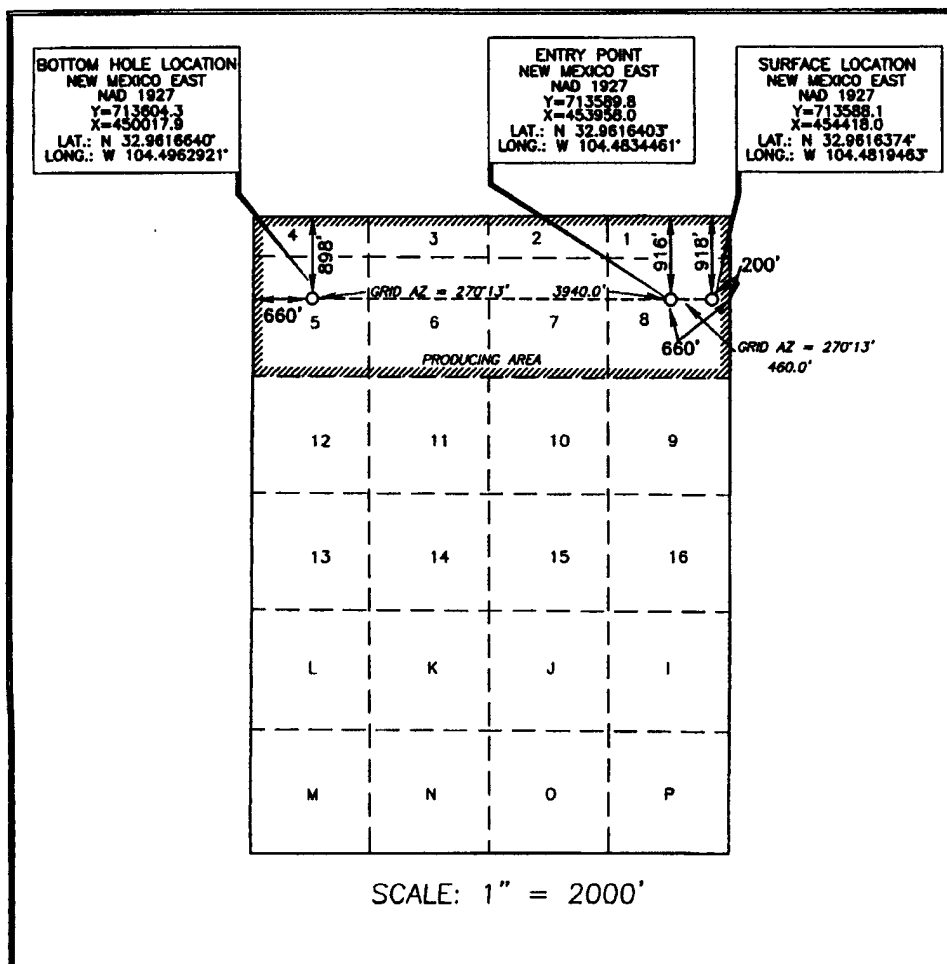 BOTTOM HOLE LOCATION
NEW MEXICO EAST
NAD 1927
Y=713604.3
X=450017.9
LAT.: N 32.9616640°
LONG.: W 104.4962921°
ENTRY POINT
NEW MEXICO EAST
NAD 1927
Y=713589.8
X=453958.0
LAT.: N 32.9616403°
LONG.: W 104.4834461°
SURFACE LOCATION
NEW MEXICO EAST
NAD 1927
Y=713588.1
X=454418.0
LAT.: N 32.9616374°
LONG.: W 104.4819463°
4 3 2 1
898' 916' 918'
200'
GRID AZ = 270°13' 3940.0'
660'
5 6 7 8
660'
GRID AZ = 270°13'
460.0'
PRODUCING AREA
12 11 10 9
13 14 15 16
L K J I
M N O P
SCALE: 1" = 2000'